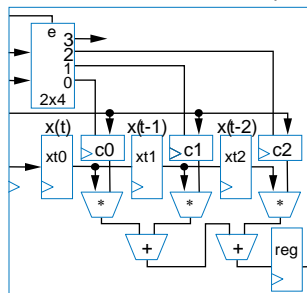 e
3
2
1
0
2x4
x(t) x(t-1) x(t-2)
xt0 c0 xt1 c1 xt2 c2
* * *
+ +
reg